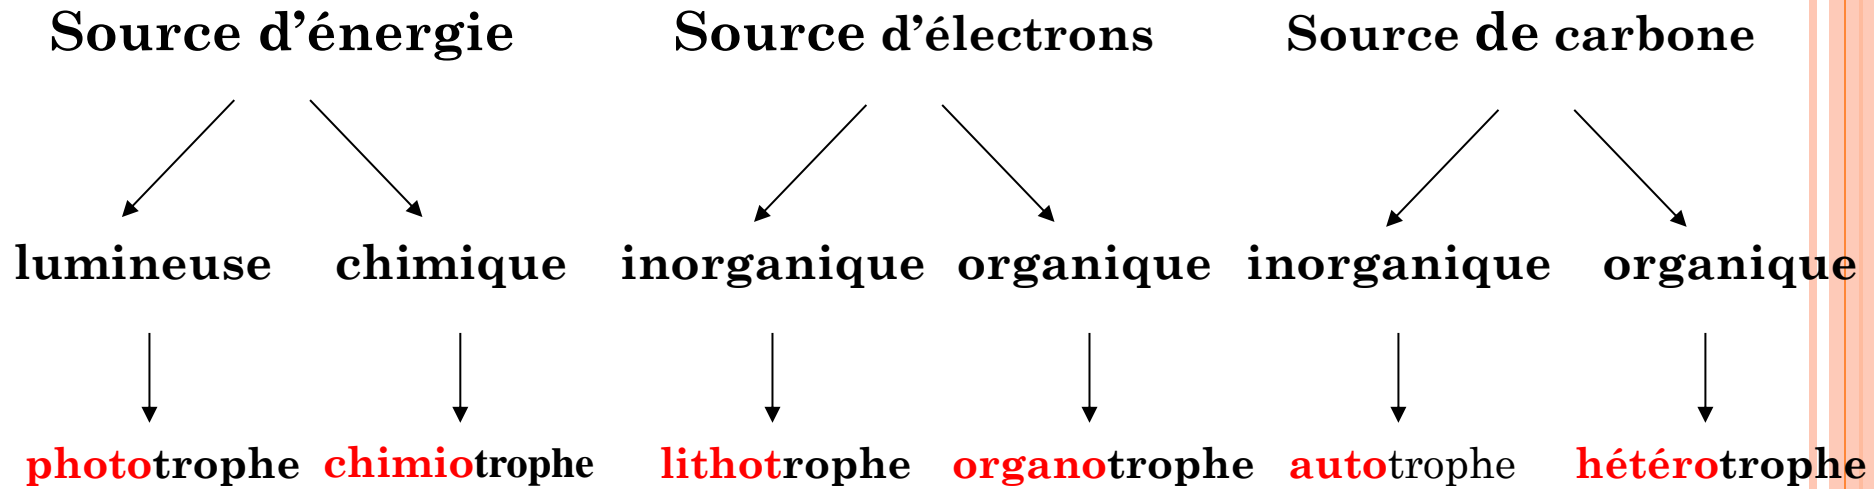 Source d’énergie Source d’électrons Source de carbone
lumineuse chimique inorganique organique inorganique organique
phototrophe chimiotrophe lithotrophe organotrophe autotrophe hétérotrophe